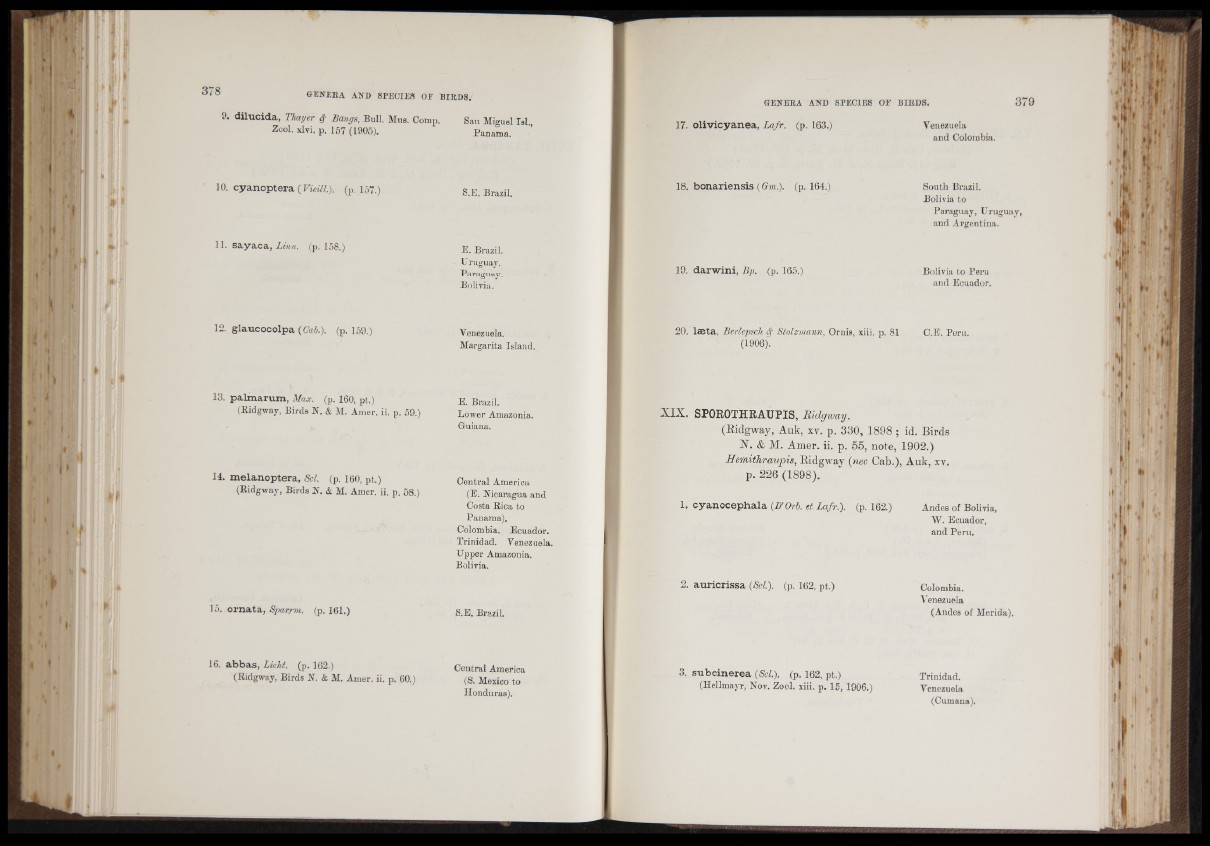 378
GENERA AND SPECIES OF BIRDS.
9. dilucida, Thayer & Bangs, Bull. Mus. Comp. San Miguel Isl.,
Zool. xlvi. p. 157 (1905). Panama.
10. cyanoptera (Vieill.). (p. 157.) S.E. Brazil.
11. sayaca, Linn. (p. 158.) E. Brazil.
Uruguay.
Paraguay.
Bolivia.
12. glaucocolpa (Cab.). (p. 159.) Venezuela.
Margarita Island.
13. palmarum, Max. (p. 160, pt.) E. Brazil.
(Ridgway, Birds N. & M. Amer. ii. p. 59.) Lower Amazonia.
Guiana.
14. melanoptera, Scl. (p. 160, pt.) Central America
(Ridgway, Birds N. & M. Amer. ii. p. 58.) (E. Nicaragua and
Costa Rica to
Panama).
Colombia. Ecuador.
Trinidad. Venezuela.
Upper Amazonia.
Bolivia.
15. ornata, Sparrm. (p. 161.) S.E. Brazil.
16. abbas, Licht. (p. 162.) Central America
(Ridgway, Birds N. & M. Amer. ii. p. 60.) (S. Mexico to
Honduras).
GENERA AND SPECIES OF BIRDS. 379
17. olivicyanea, Lafr. (p. 163.) Venezuela
and Colombia.
18. bonariensis (Gm.). (p. 164.) South Brazil.
Bolivia to
Paraguay, Uruguay,
and Argentina.
19. darwini, Bp. (p. 165.) Bolivia to Peru
and Ecuador.
20. læta, Berlepsch & Stolzmann, Ornis, xiii. p. 81 C.E. Peru.
(1906).
XIX. SPOROTHRAUPIS, Ridgway.
(Ridgway, Auk, xv. p. 330, 1898 ; id. Birds
N. & M. Amer. ii. p. 55, note, 1902.)
Hemithraupis, Ridgway (nec Cab.), Auk, xv.
p. 226 (1898).
1. cyanocephala (D'Orb. et Lafr.). (p. 162.) Andes of Bolivia,
W. Ecuador,
and Peru.
2. auricrissa (Scl.). (p. 162, pt.) Colombia.
Venezuela
(Andes of Merida).
3. subcinerea (Scl.). (p. 162, pt.) Trinidad.
(Hellmayr, Nov. Zool. xiii. p. 15, 1906.) Venezuela
(Cumana).